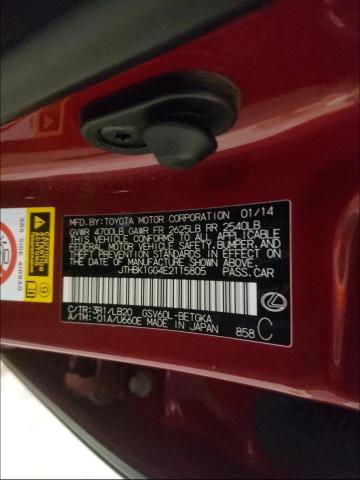 MFD. BY: TOYOTA MOTOR CORPORATION 01/14
GVWR 4700LB GAWR FR 2625LB RR 2540LB
THIS VEHICLE CONFORMS TO ALL APPLICABLE
FEDERAL MOTOR VEHICLE SAFETY, BUMPER, AND
THEFT PREVENTION STANDARDS IN EFFECT ON
THE DATE OF MANUFACTURE SHOWN ABOVE.
JTHBK1GG4E2115805 PASS.CAR
C/TR: 3R1/LB20 GSV60L-BETGKA
A/TM: -01A/U660E MADE IN JAPAN 858 C
SRS SIDE AIRBAG